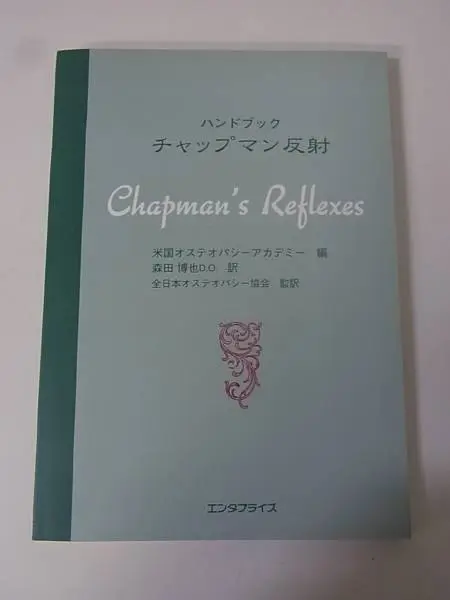 ハンドブック
チャップマン反射
Chapman's Reflexes
米国オステオパシーアカデミー 編
森田 博也D.O. 訳
全日本オステオパシー協会 監訳
エンタプライズ